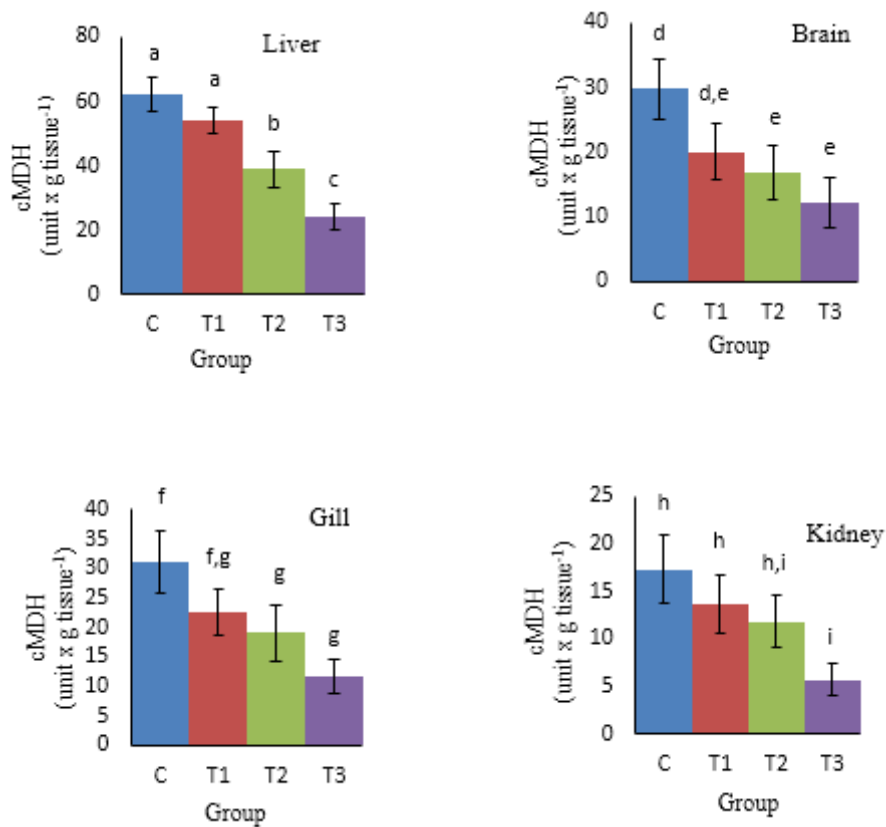 Liver
cMDH
(unit x g tissue⁻¹)
80
60
40
20
0
a
a
b
c
C T1 T2 T3
Group
Brain
cMDH
(unit x g tissue⁻¹)
40
30
20
10
0
d
d,e
e
e
C T1 T2 T3
Group
Gill
cMDH
(unit x g tissue⁻¹)
40
35
30
25
20
15
10
5
0
f
f,g
g
g
C T1 T2 T3
Group
Kidney
cMDH
(unit x g tissue⁻¹)
25
20
15
10
5
0
h
h
h,i
i
C T1 T2 T3
Group